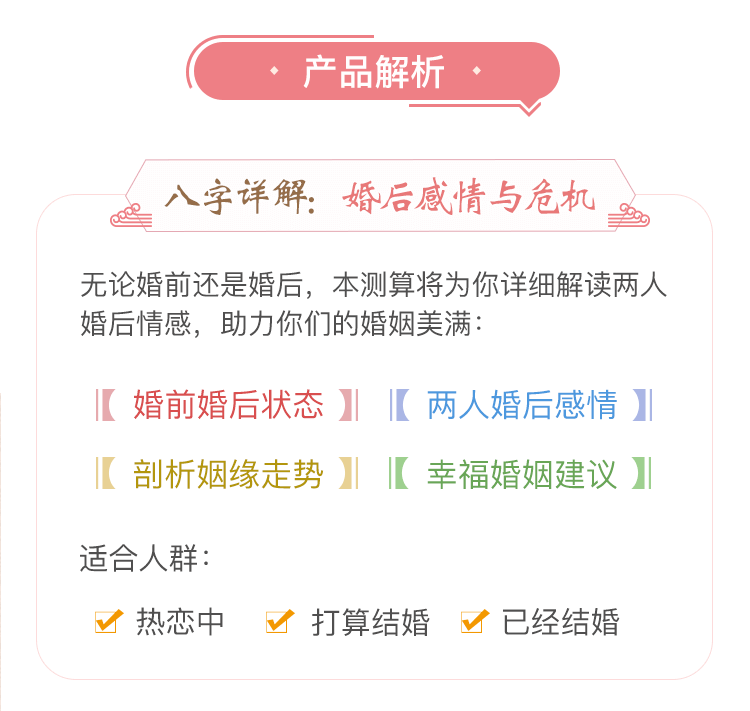 产品解析
八字详解：婚后感情与危机
无论婚前还是婚后，本测算将为你详细解读两人
婚后情感，助力你们的婚姻美满：
【 婚前婚后状态 】 【 两人婚后感情 】
【 剖析姻缘走势 】 【 幸福婚姻建议 】
适合人群：
热恋中 打算结婚 已经结婚